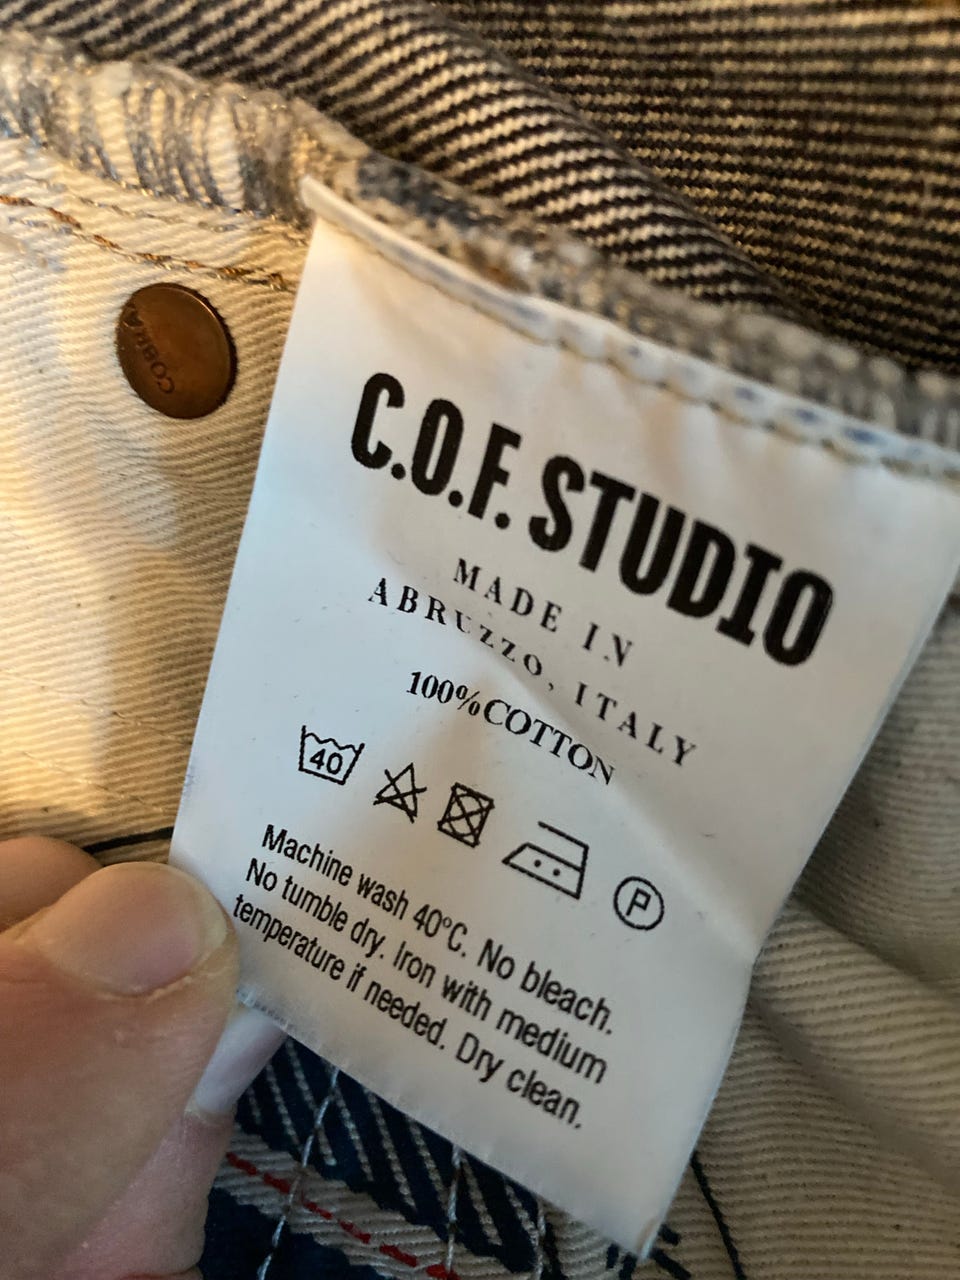 COBRAX
C.O.F. STUDIO
MADE IN
ABRUZZO, ITALY
100% COTTON
40
P
Machine wash 40°C. No bleach.
No tumble dry. Iron with medium
temperature if needed. Dry clean.